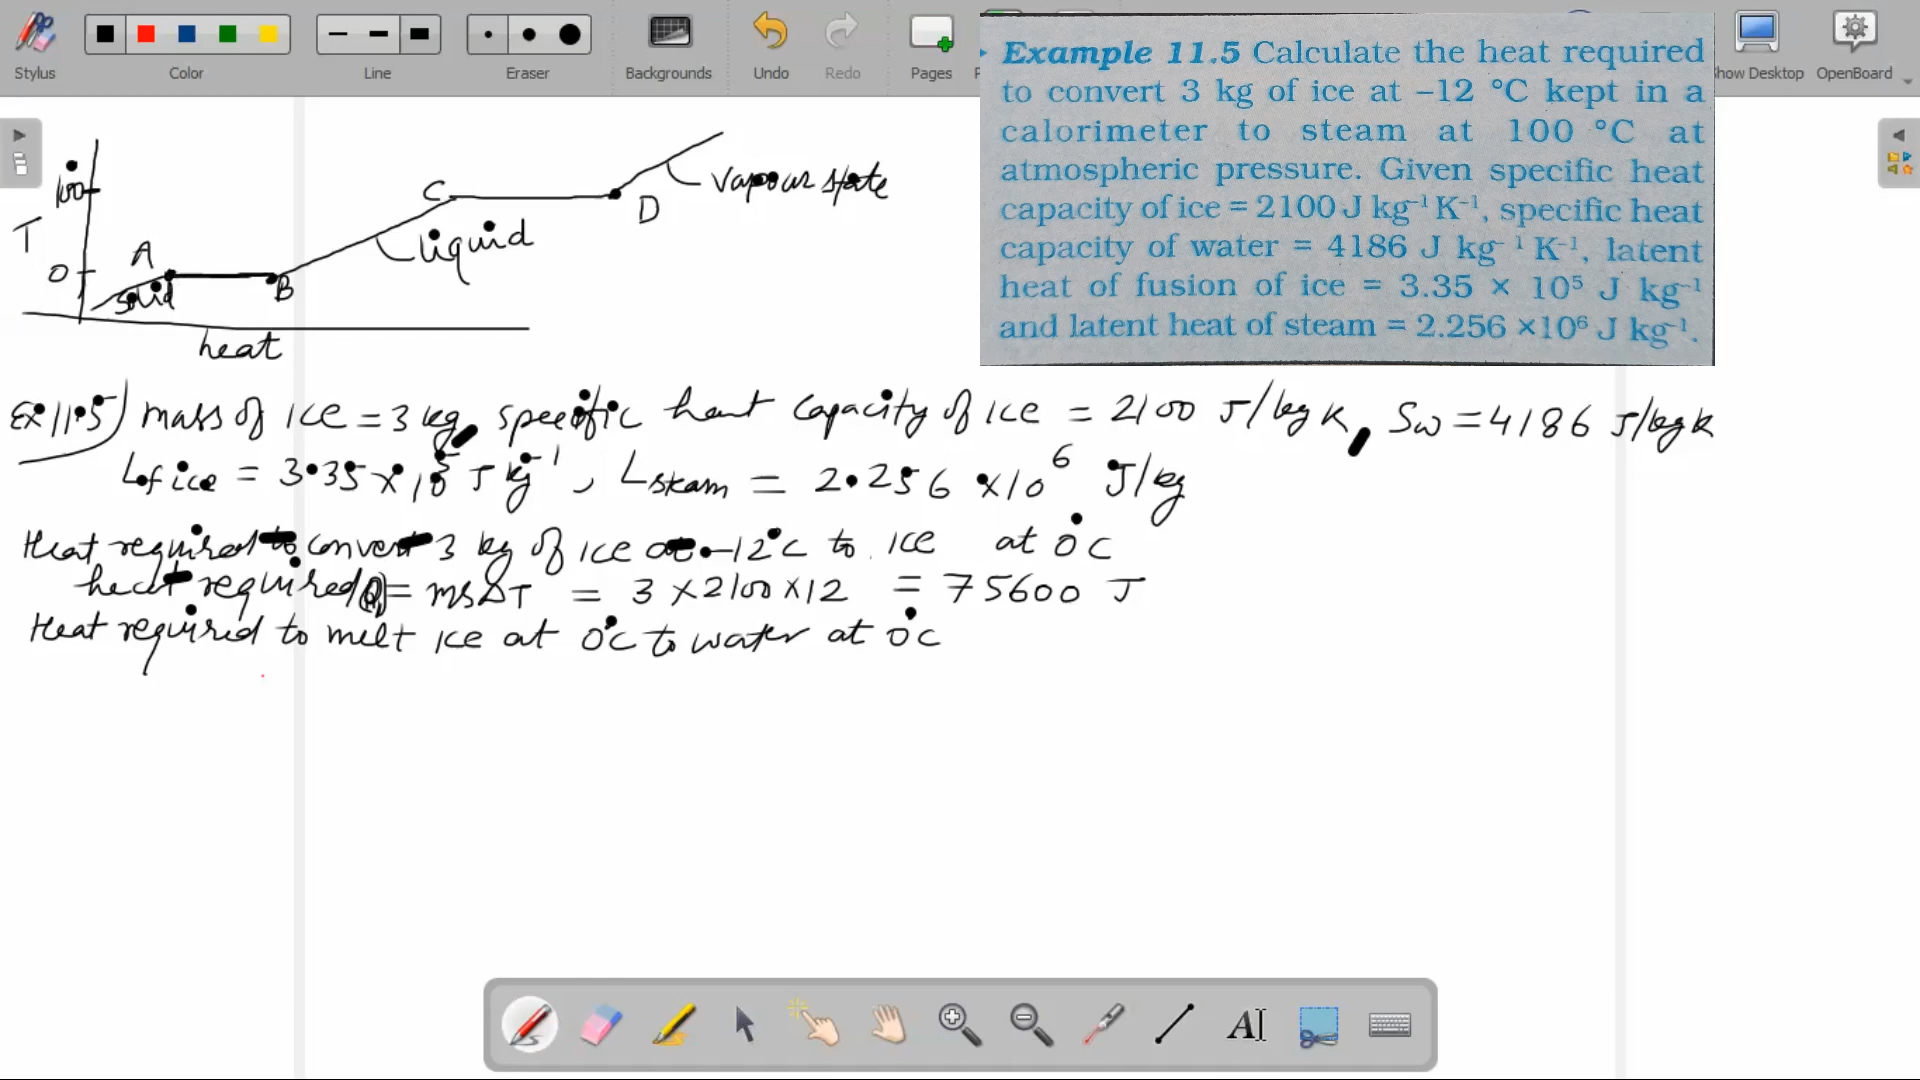 Stylus Color Line Eraser Backgrounds Undo Redo Pages Show Desktop OpenBoard
Example 11.5 Calculate the heat required
to convert 3 kg of ice at –12 °C kept in a
calorimeter to steam at 100 °C at
atmospheric pressure. Given specific heat
capacity of ice = 2100 J kg⁻¹ K⁻¹, specific heat
capacity of water = 4186 J kg⁻¹ K⁻¹, latent
heat of fusion of ice = 3.35 × 10⁵ J kg⁻¹
and latent heat of steam = 2.256 ×10⁶ J kg⁻¹.
100 C D vapour state
T liquid
0 A B
solid
heat
Ex 11.5) mass of ice = 3 kg, specific heat capacity of ice = 2100 J/kg K, Sw = 4186 J/kg K
Lf ice = 3.35 × 10⁵ J kg⁻¹, Lsteam = 2.256 × 10⁶ J/kg
Heat required to convert 3 kg of ice at -12°C to ice at 0°C
heat required Q₁ = msΔT = 3 × 2100 × 12 = 75600 J
Heat required to melt ice at 0°C to water at 0°C
A